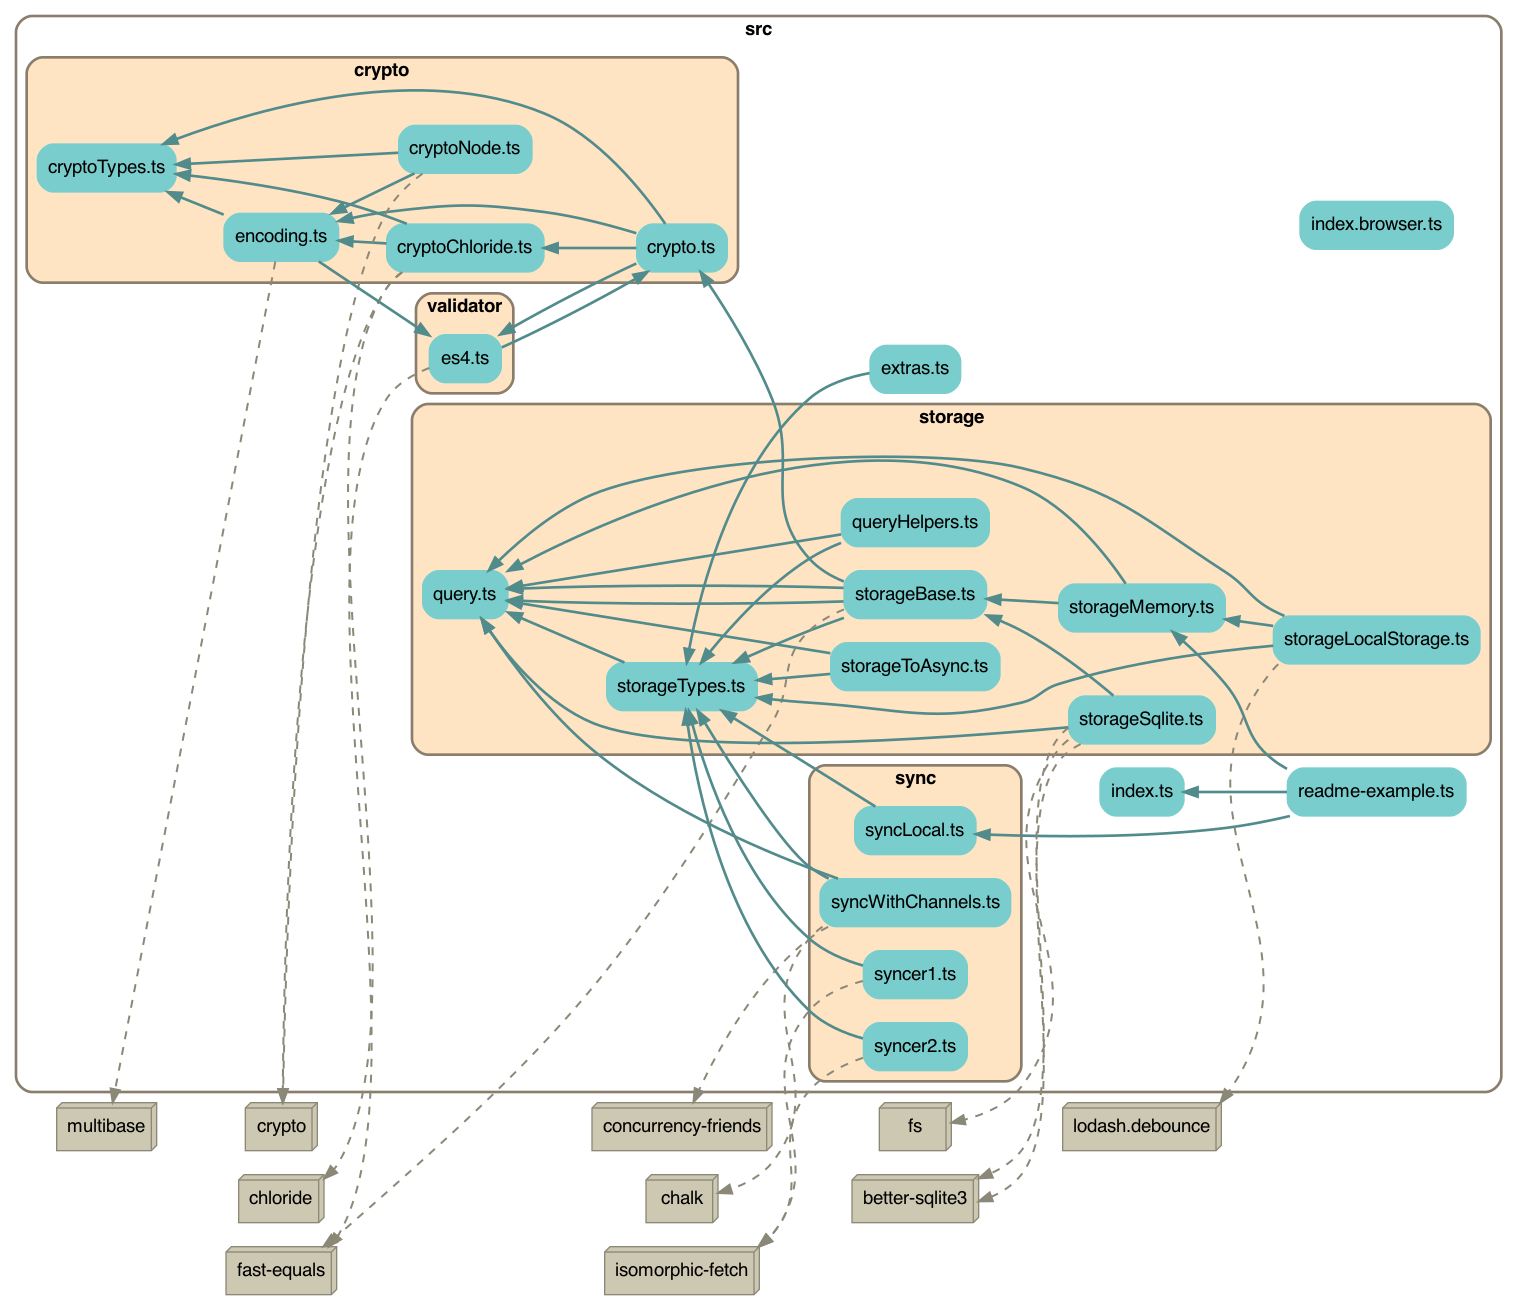 src
crypto
cryptoNode.ts
cryptoTypes.ts
encoding.ts
cryptoChloride.ts
crypto.ts
index.browser.ts
validator
es4.ts
extras.ts
storage
queryHelpers.ts
query.ts
storageBase.ts
storageMemory.ts
storageLocalStorage.ts
storageToAsync.ts
storageTypes.ts
storageSqlite.ts
sync
index.ts
readme-example.ts
syncLocal.ts
syncWithChannels.ts
syncer1.ts
syncer2.ts
multibase
crypto
concurrency-friends
fs
lodash.debounce
chloride
chalk
better-sqlite3
fast-equals
isomorphic-fetch